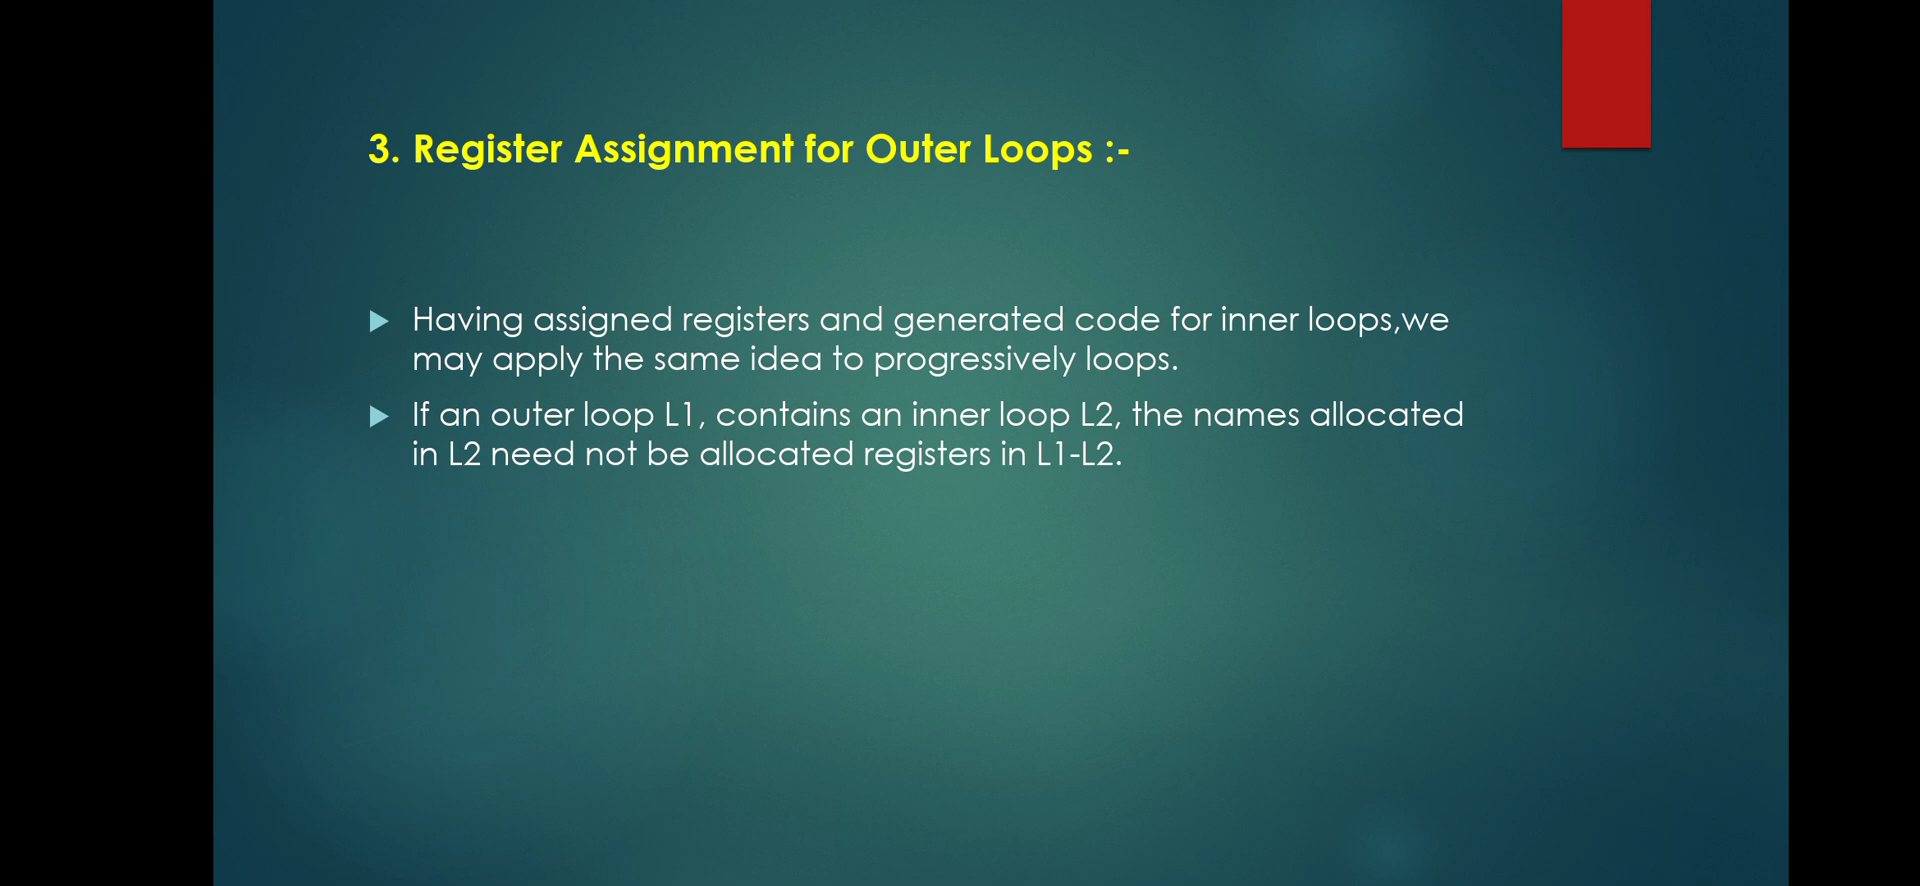 3. Register Assignment for Outer Loops :-
Having assigned registers and generated code for inner loops,we
may apply the same idea to progressively loops.
If an outer loop L1, contains an inner loop L2, the names allocated
in L2 need not be allocated registers in L1-L2.